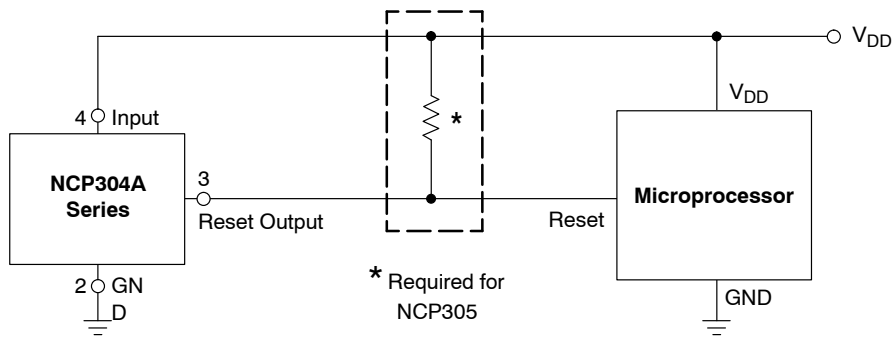 V_DD
V_DD
4 Input
*
NCP304A
Series
3
Reset Output
Reset
Microprocessor
2 GN
D
* Required for
NCP305
GND